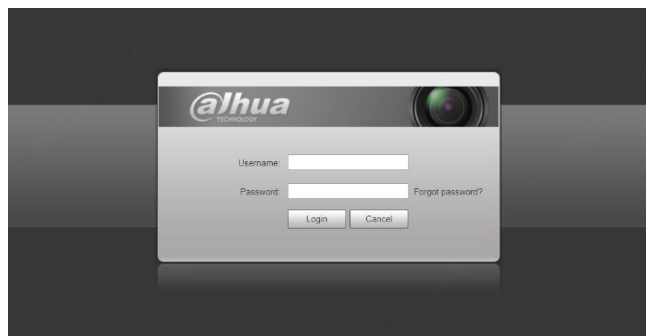 alhua
TECHNOLOGY
Username:
Password:
Forgot password?
Login
Cancel